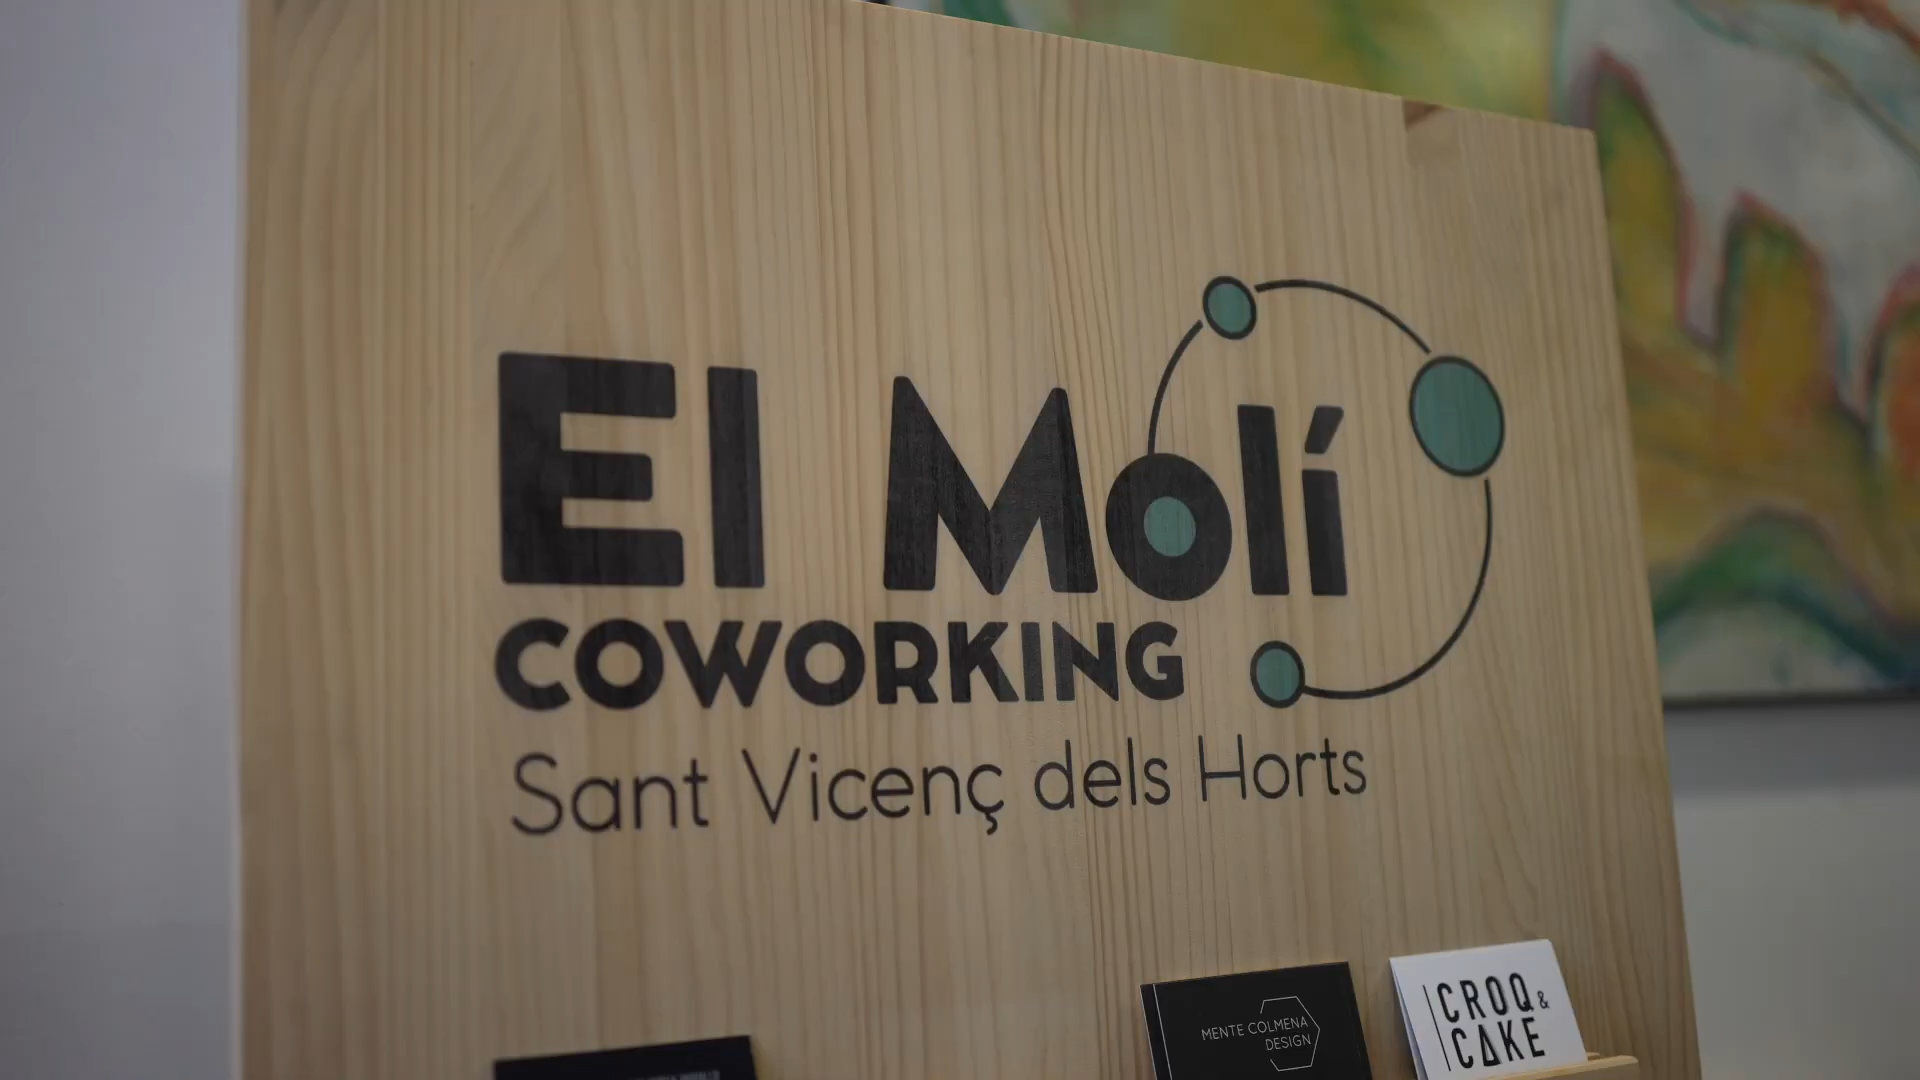 El Molí
COWORKING
Sant Vicenç dels Horts
MENTE COLMENA
DESIGN
CROQ &
CAKE